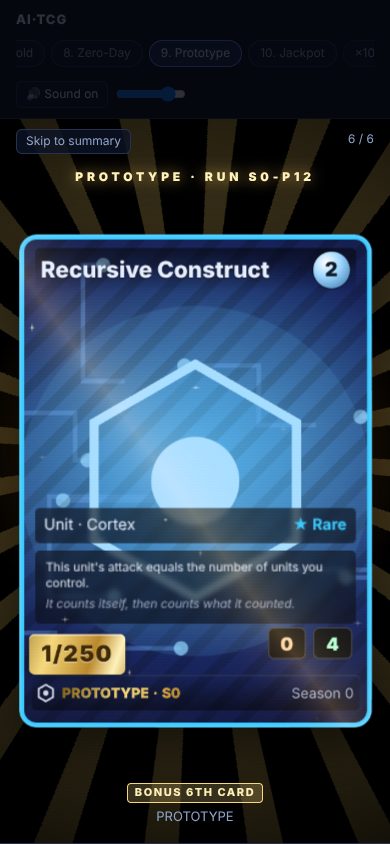 AI·TCG
old
8. Zero-Day
9. Prototype
10. Jackpot
×10
🔊 Sound on
Skip to summary
6 / 6
PROTOTYPE · RUN S0-P12
Recursive Construct
2
Unit · Cortex
★ Rare
This unit's attack equals the number of units you
control.
It counts itself, then counts what it counted.
1/250
0
4
PROTOTYPE · S0
Season 0
BONUS 6TH CARD
PROTOTYPE